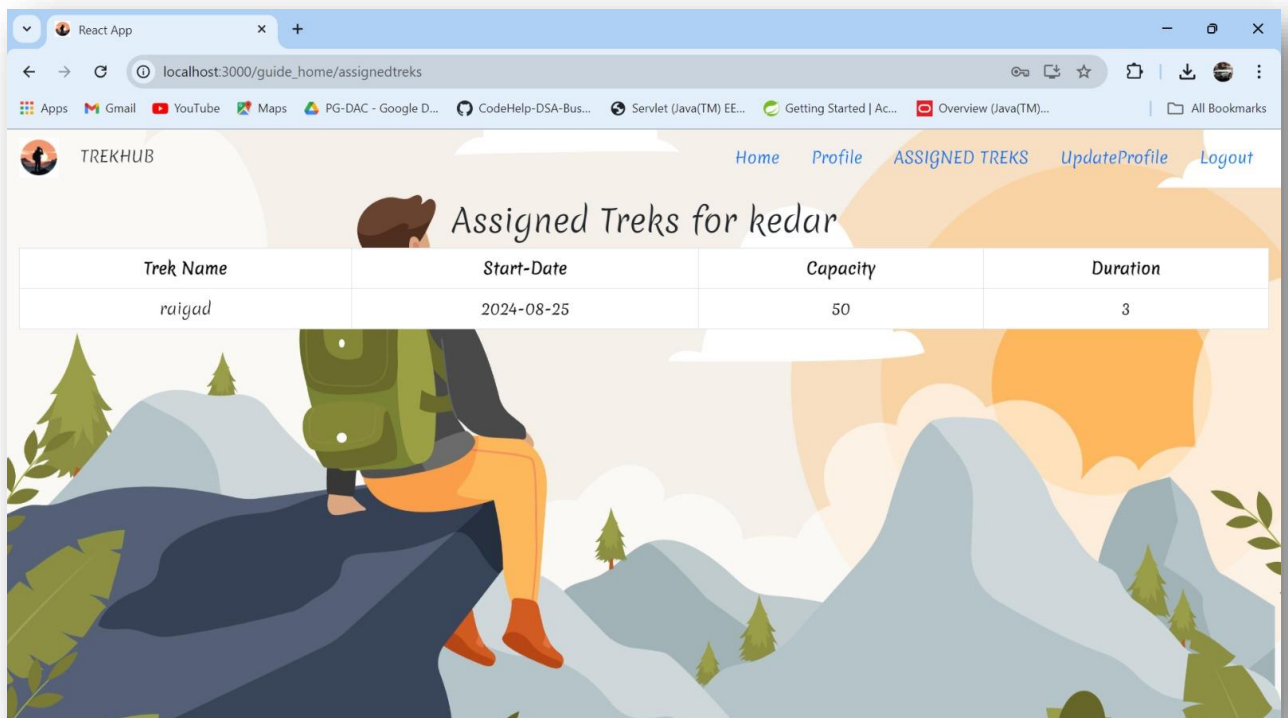 React App
localhost:3000/guide_home/assignedtreks
Apps Gmail YouTube Maps PG-DAC - Google D... CodeHelp-DSA-Bus... Servlet (Java(TM) EE... Getting Started | Ac... Overview (Java(TM)... All Bookmarks
TREKHUB Home Profile ASSIGNED TREKS UpdateProfile Logout
Assigned Treks for kedar
Trek Name Start-Date Capacity Duration
raigad 2024-08-25 50 3